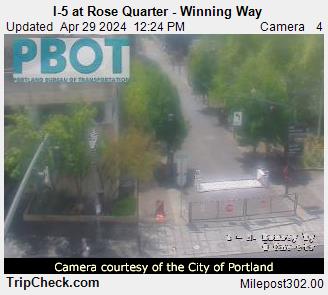 I-5 at Rose Quarter - Winning Way
Updated Apr 29 2024 12:24 PM Camera 4
PBOT
PORTLAND BUREAU OF TRANSPORTATION
Camera courtesy of the City of Portland
TripCheck.com Milepost302.00